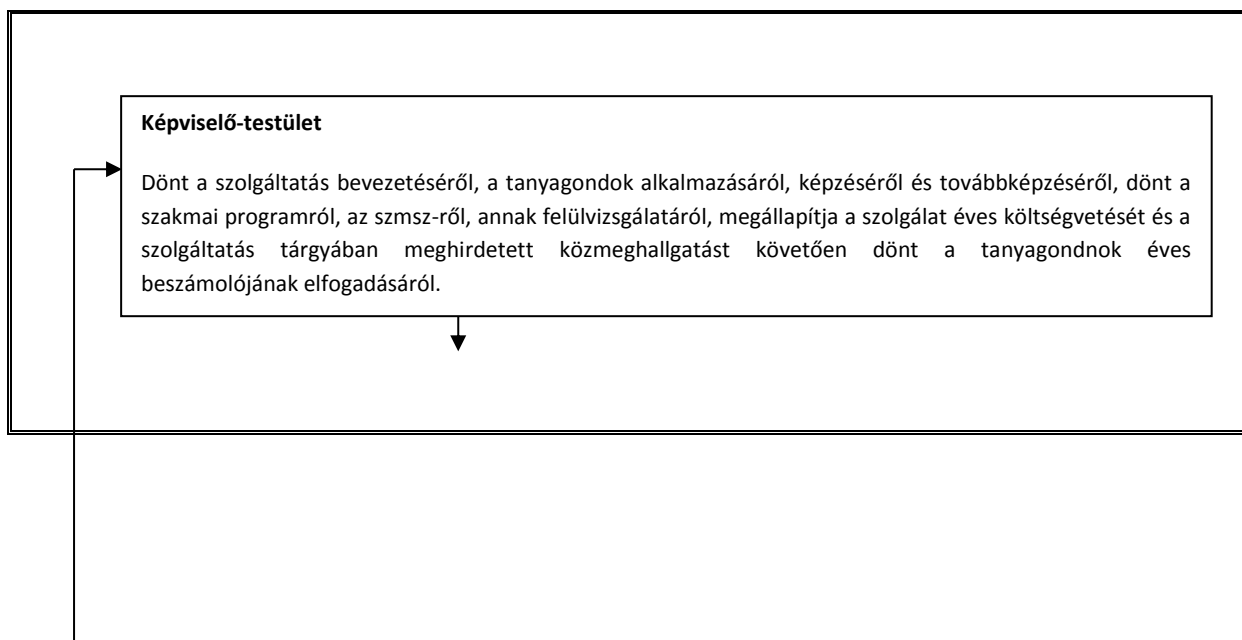 Képviselő-testület
Dönt a szolgáltatás bevezetéséről, a tanyagondok alkalmazásáról, képzéséről és továbbképzéséről, dönt a
szakmai programról, az szmsz-ről, annak felülvizsgálatáról, megállapítja a szolgálat éves költségvetését és a
szolgáltatás tárgyában meghirdetett közmeghallgatást követően dönt a tanyagondnok éves
beszámolójának elfogadásáról.